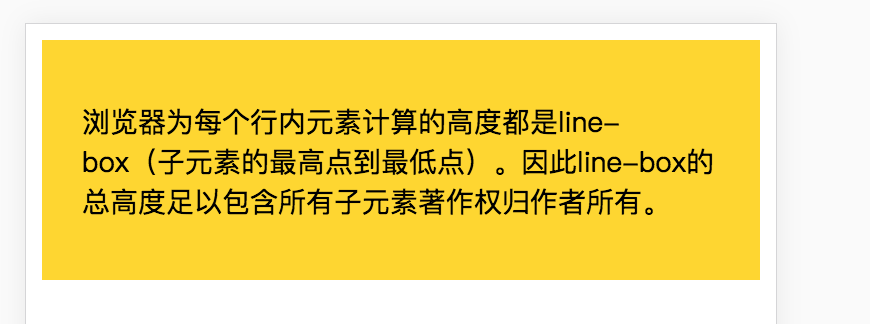 浏览器为每个行内元素计算的高度都是line-
box（子元素的最高点到最低点）。因此line-box的
总高度足以包含所有子元素著作权归作者所有。